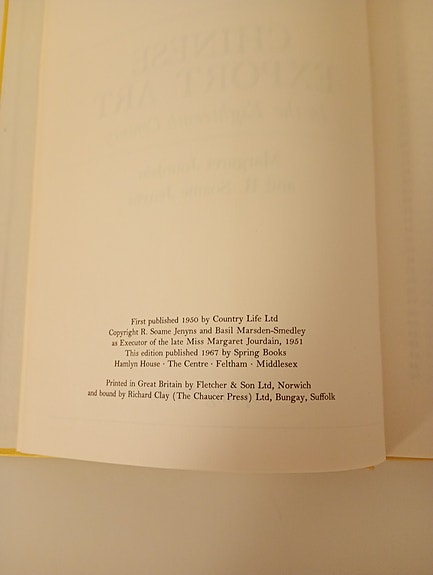 First published 1950 by Country Life Ltd
Copyright R. Soame Jenyns and Basil Marsden-Smedley
as Executor of the late Miss Margaret Jourdain, 1951
This edition published 1967 by Spring Books
Hamlyn House · The Centre · Feltham · Middlesex
Printed in Great Britain by Fletcher & Son Ltd, Norwich
and bound by Richard Clay (The Chaucer Press) Ltd, Bungay, Suffolk